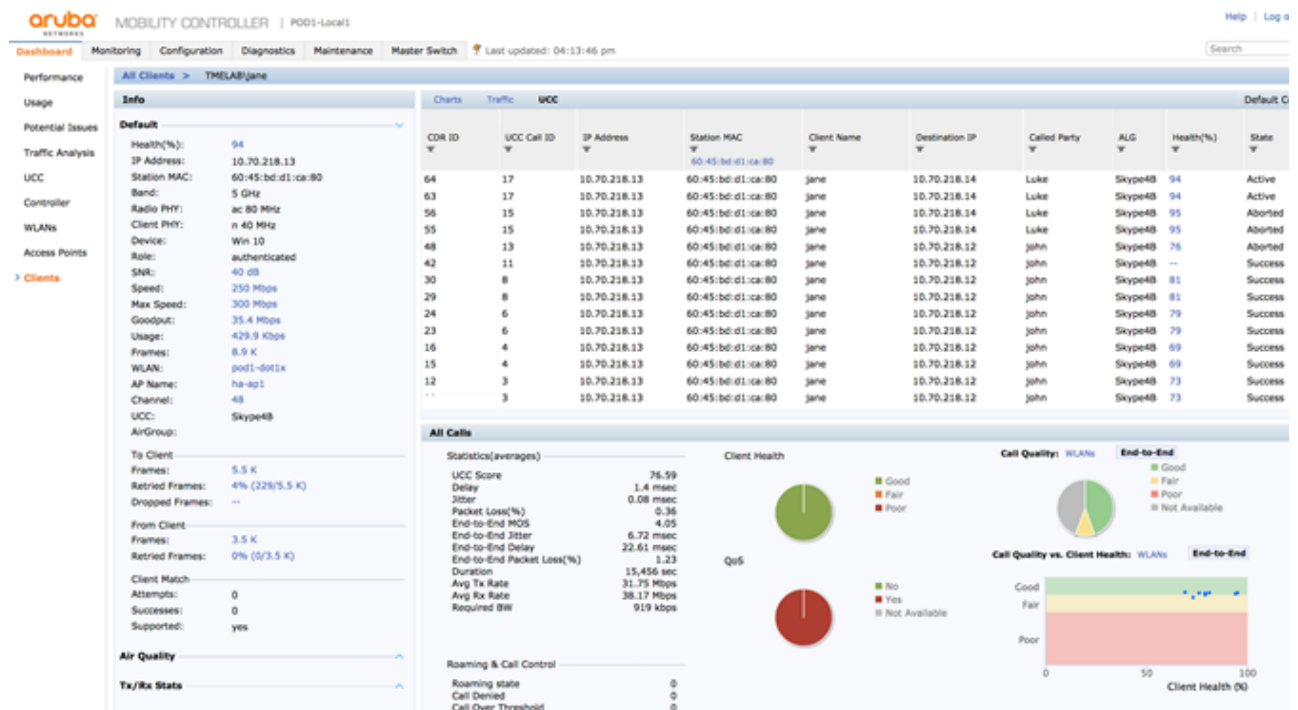 aruba NETWORKS MOBILITY CONTROLLER | POD1-Local1 Help | Log
Dashboard Monitoring Configuration Diagnostics Maintenance Master Switch Last updated: 04:13:46 pm Search
Performance
Usage
Potential Issues
Traffic Analysis
UCC
Controller
WLANs
Access Points
Clients
All Clients > TMELAB\jane
Info
Default
Health(%): 94
IP Address: 10.70.218.13
Station MAC: 60:45:bd:d1:ca:80
Band: 5 GHz
Radio PHY: ac 80 MHz
Client PHY: n 40 MHz
Device: Win 10
Role: authenticated
SNR: 40 dB
Speed: 250 Mbps
Max Speed: 300 Mbps
Goodput: 35.4 Mbps
Usage: 429.9 Kbps
Frames: 8.9 K
WLAN: pod1-dot1x
AP Name: ha-ap1
Channel: 48
UCC: Skype4B
AirGroup:
To Client
Frames: 5.5 K
Retried Frames: 4% (229/5.5 K)
Dropped Frames: --
From Client
Frames: 3.5 K
Retried Frames: 0% (0/3.5 K)
Client Match
Attempts: 0
Successes: 0
Supported: yes
Air Quality
Tx/Rx Stats
Charts Traffic UCC Default
CDR ID UCC Call ID IP Address Station MAC Client Name Destination IP Called Party ALG Health(%) State
60:45:bd:d1:ca:80
64 17 10.70.218.13 60:45:bd:d1:ca:80 jane 10.70.218.14 Luke Skype4B 94 Active
63 17 10.70.218.13 60:45:bd:d1:ca:80 jane 10.70.218.14 Luke Skype4B 94 Active
56 15 10.70.218.13 60:45:bd:d1:ca:80 jane 10.70.218.14 Luke Skype4B 95 Aborted
55 15 10.70.218.13 60:45:bd:d1:ca:80 jane 10.70.218.14 Luke Skype4B 95 Aborted
48 13 10.70.218.13 60:45:bd:d1:ca:80 jane 10.70.218.12 john Skype4B 76 Aborted
42 11 10.70.218.13 60:45:bd:d1:ca:80 jane 10.70.218.12 john Skype4B -- Success
30 8 10.70.218.13 60:45:bd:d1:ca:80 jane 10.70.218.12 john Skype4B 81 Success
29 8 10.70.218.13 60:45:bd:d1:ca:80 jane 10.70.218.12 john Skype4B 81 Success
24 6 10.70.218.13 60:45:bd:d1:ca:80 jane 10.70.218.12 john Skype4B 79 Success
23 6 10.70.218.13 60:45:bd:d1:ca:80 jane 10.70.218.12 john Skype4B 79 Success
16 4 10.70.218.13 60:45:bd:d1:ca:80 jane 10.70.218.12 john Skype4B 69 Success
15 4 10.70.218.13 60:45:bd:d1:ca:80 jane 10.70.218.12 john Skype4B 69 Success
12 3 10.70.218.13 60:45:bd:d1:ca:80 jane 10.70.218.12 john Skype4B 73 Success
3 10.70.218.13 60:45:bd:d1:ca:80 jane 10.70.218.12 john Skype4B 73 Success
All Calls
Statistics(averages)
UCC Score 76.59
Delay 1.4 msec
Jitter 0.08 msec
Packet Loss(%) 0.36
End-to-End MOS 4.05
End-to-End Jitter 6.72 msec
End-to-End Delay 22.61 msec
End-to-End Packet Loss(%) 1.23
Duration 15,456 sec
Avg Tx Rate 31.75 Mbps
Avg Rx Rate 38.17 Mbps
Required BW 919 kbps
Roaming & Call Control
Roaming state 0
Call Denied 0
Call Over Threshold 0
Client Health
Good
Fair
Poor
QoS
No
Yes
Not Available
Call Quality: WLANs End-to-End
Good
Fair
Poor
Not Available
Call Quality vs. Client Health: WLANs End-to-End
Good
Fair
Poor
0 50 100
Client Health (%)